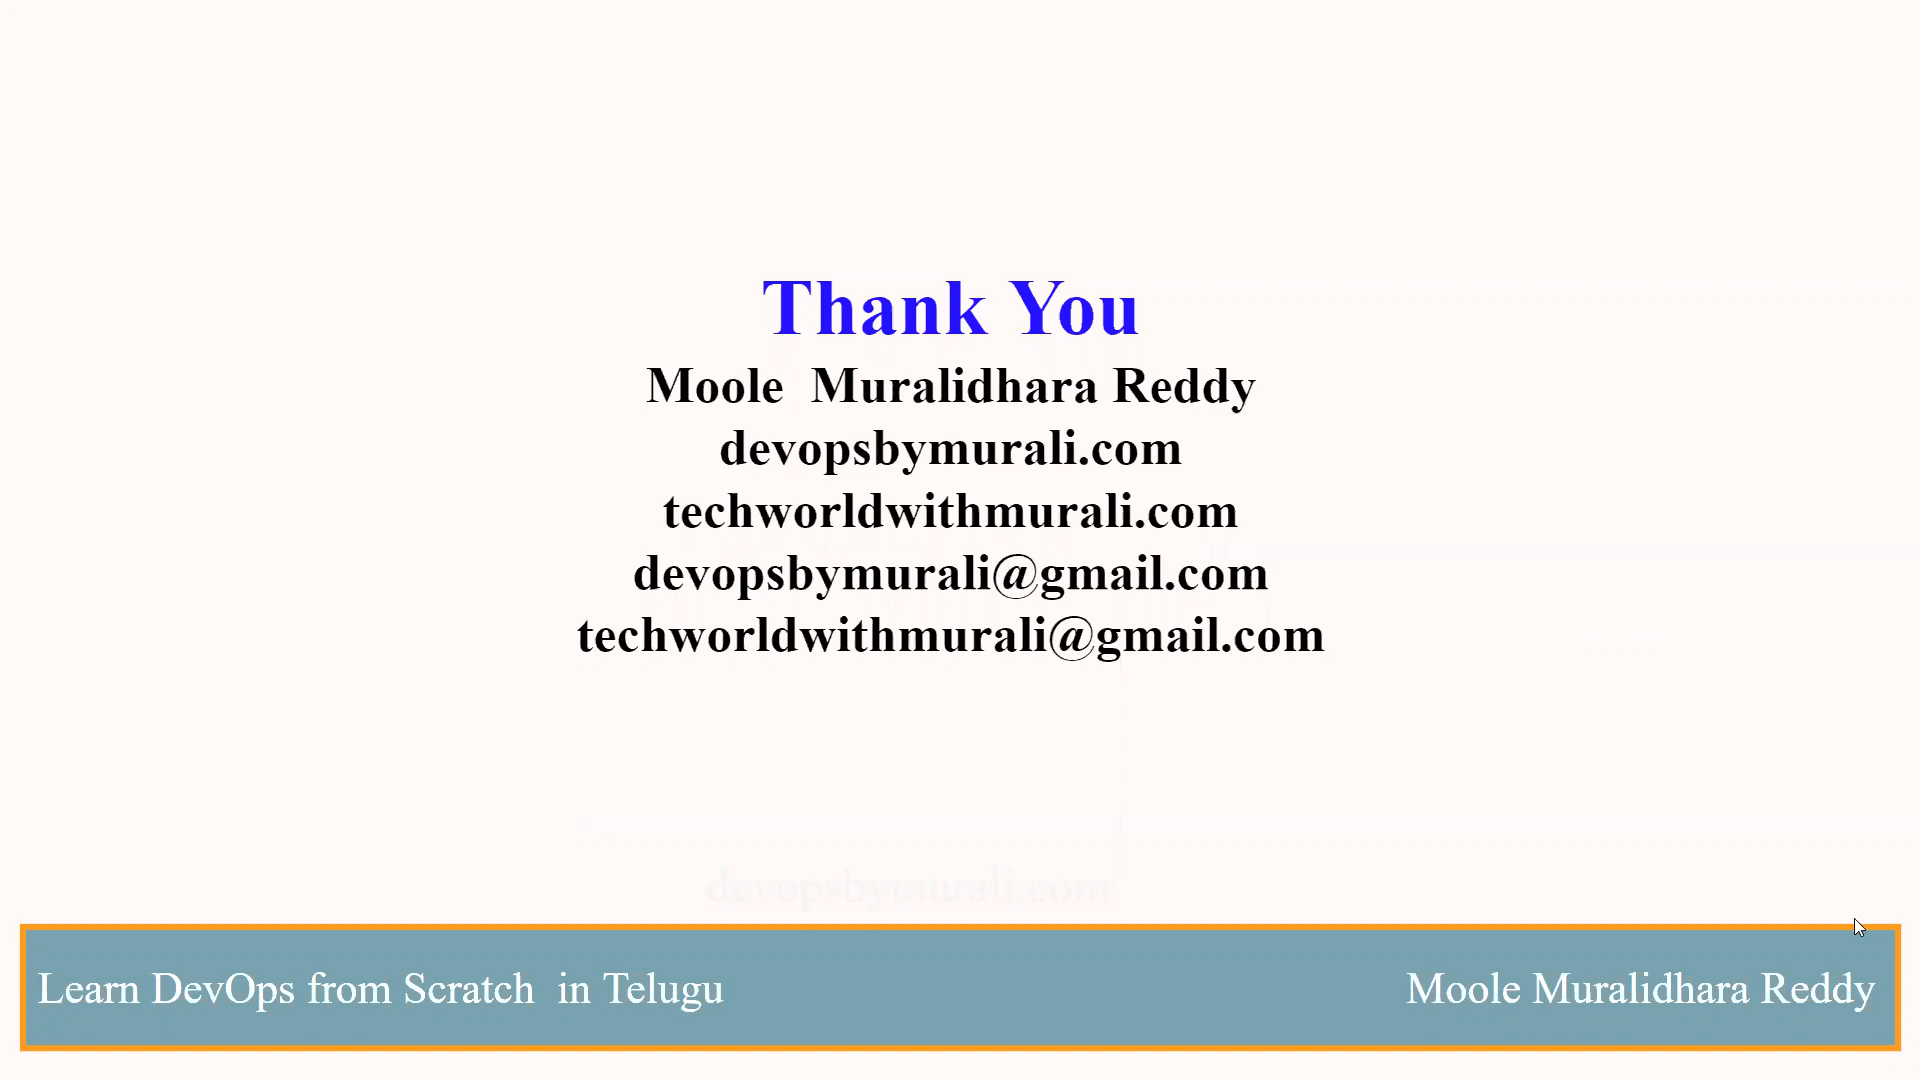 Thank You
Moole  Muralidhara Reddy
devopsbymurali.com
techworldwithmurali.com
devopsbymurali@gmail.com
techworldwithmurali@gmail.com
devopsbymurali.com
Learn DevOps from Scratch  in Telugu
Moole Muralidhara Reddy